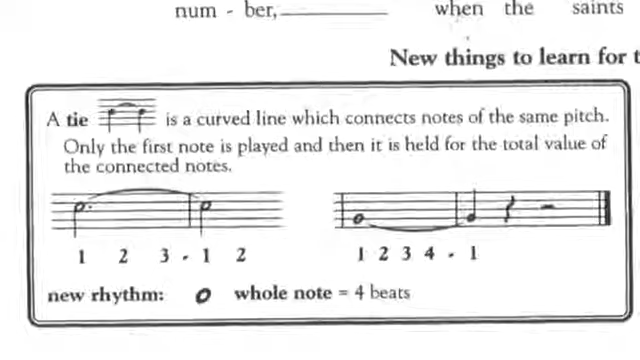 num - ber,
when the saints
New things to learn for t
A tie is a curved line which connects notes of the same pitch.
Only the first note is played and then it is held for the total value of
the connected notes.
1 2 3 - 1 2
1 2 3 4 - 1
new rhythm: whole note = 4 beats